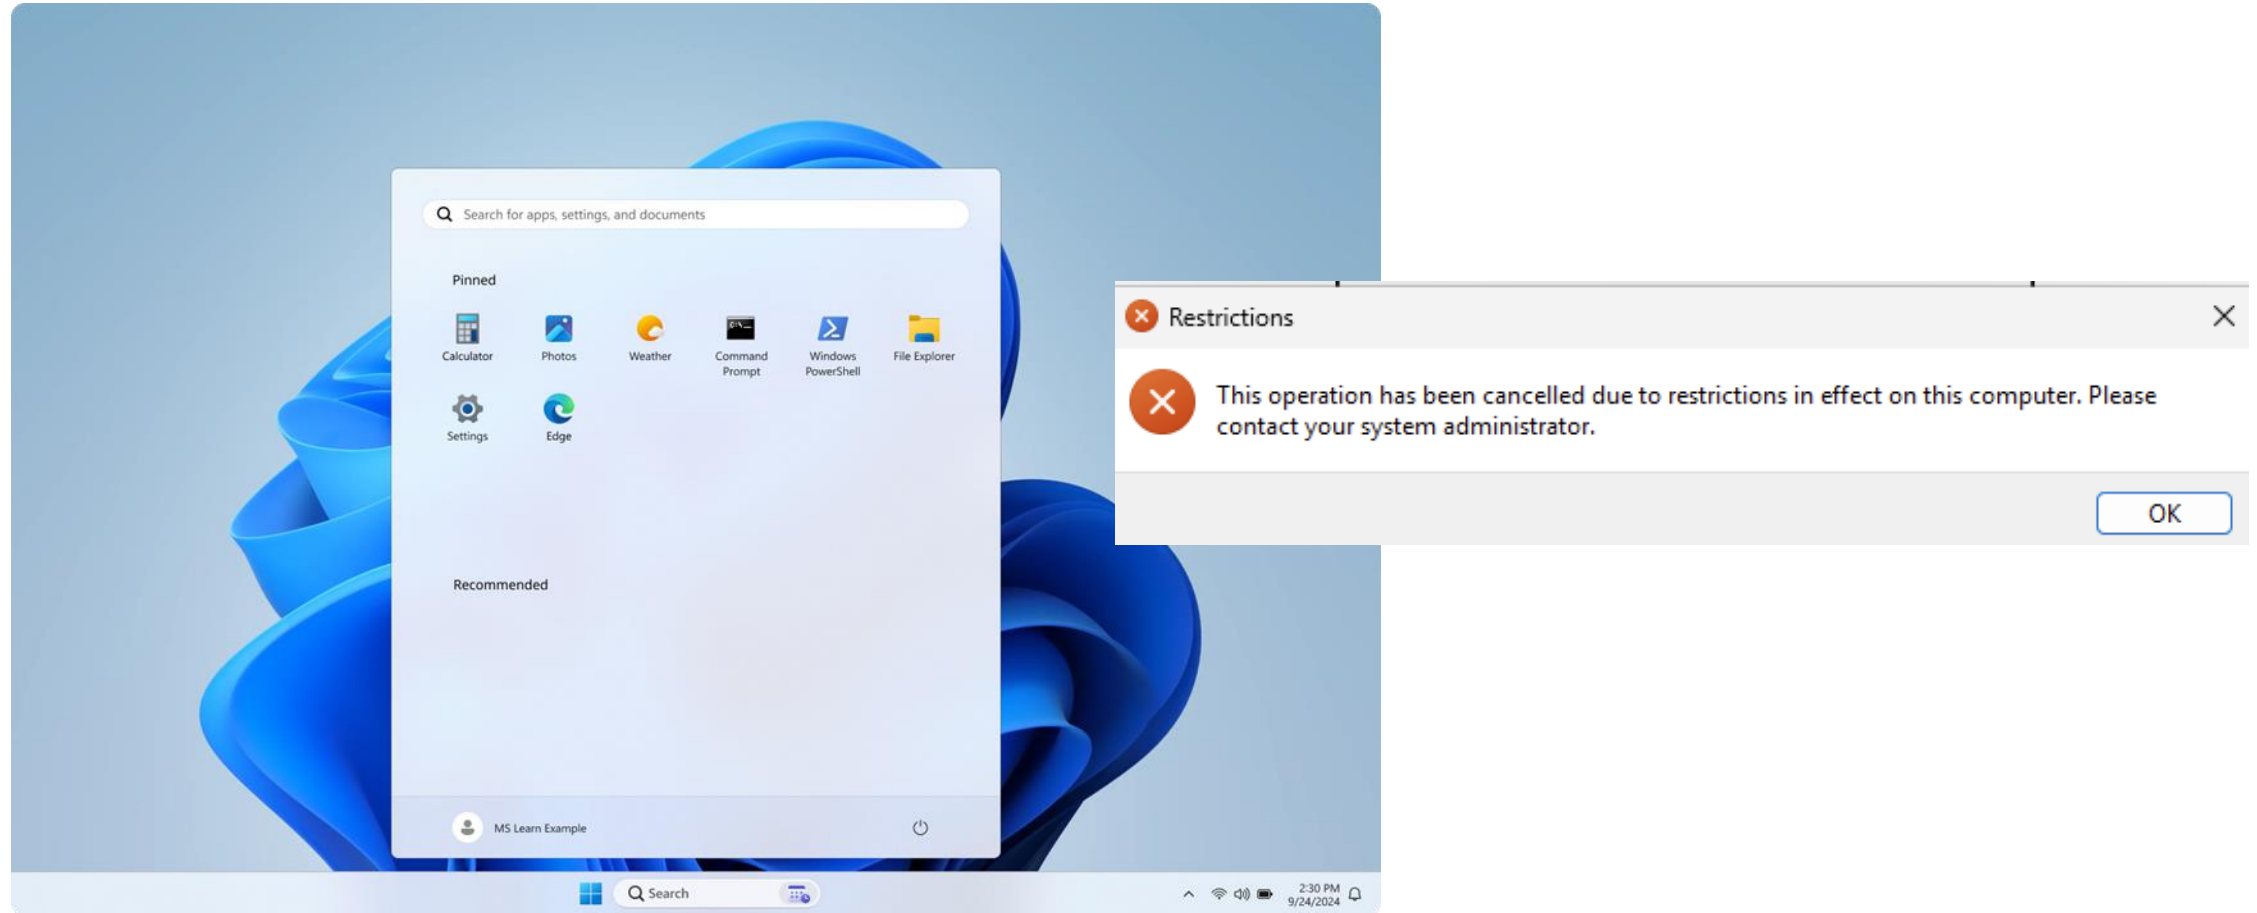 Search for apps, settings, and documents
Pinned
Calculator
Photos
Weather
Command
Prompt
Windows
PowerShell
File Explorer
Settings
Edge
Recommended
MS Learn Example
Search
2:30 PM
9/24/2024
Restrictions
This operation has been cancelled due to restrictions in effect on this computer. Please
contact your system administrator.
OK